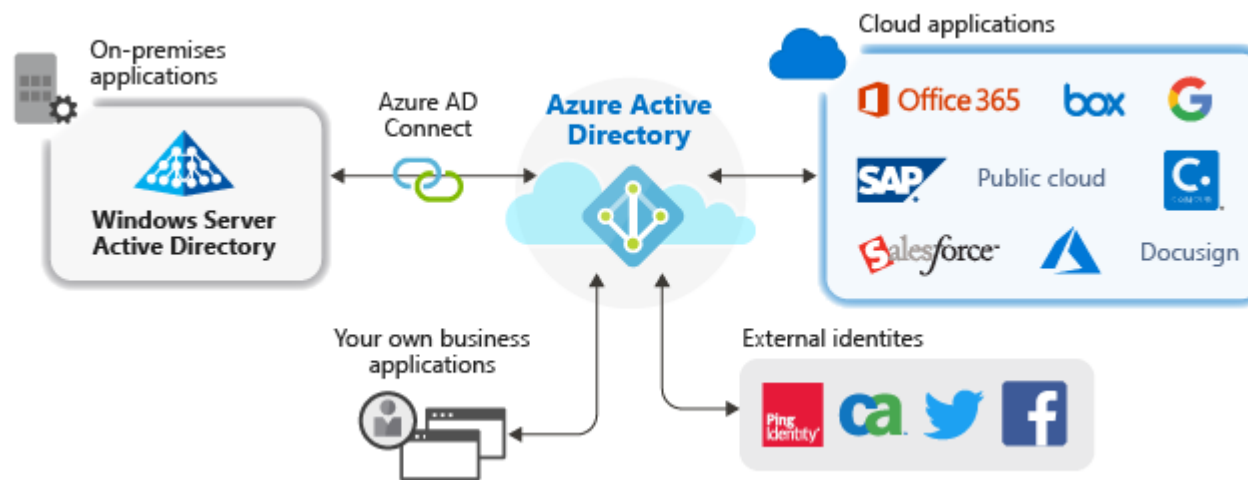 On-premises
applications
Windows Server
Active Directory
Azure AD
Connect
Azure Active
Directory
Cloud applications
Office 365
box
G
SAP
Public cloud
C.
salesforce
Docusign
Your own business
applications
External identites
Ping
Identity
ca
f